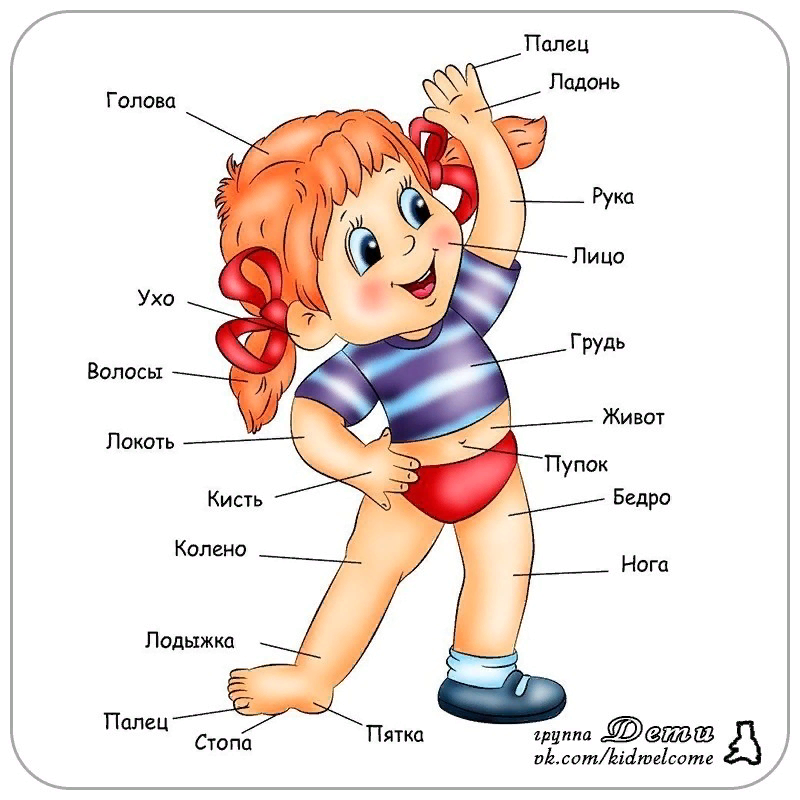 Палец
Ладонь
Голова
Рука
Лицо
Ухо
Грудь
Волосы
Живот
Локоть
Пупок
Кисть
Бедро
Колено
Нога
Лодыжка
Палец
Стопа
Пятка
группа Дети
vk.com/kidwelcome